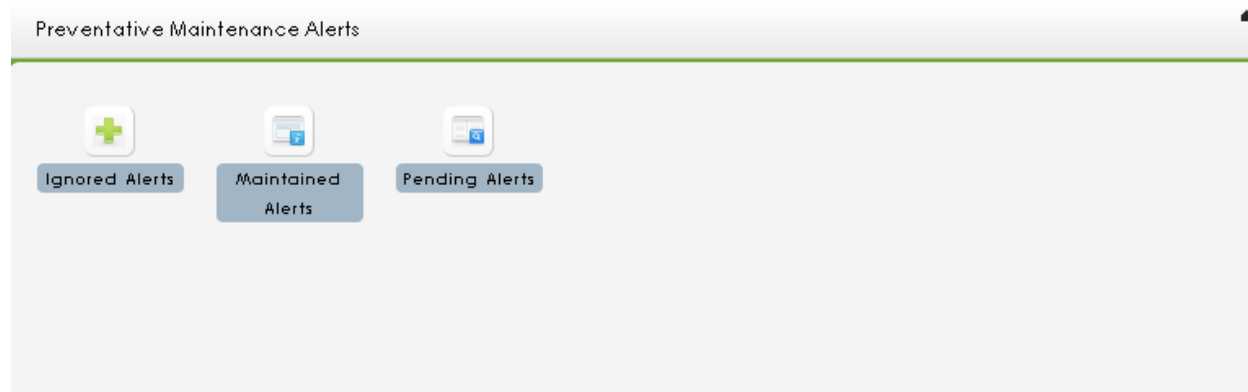 Preventative Maintenance Alerts
Ignored Alerts
Maintained
Alerts
Pending Alerts